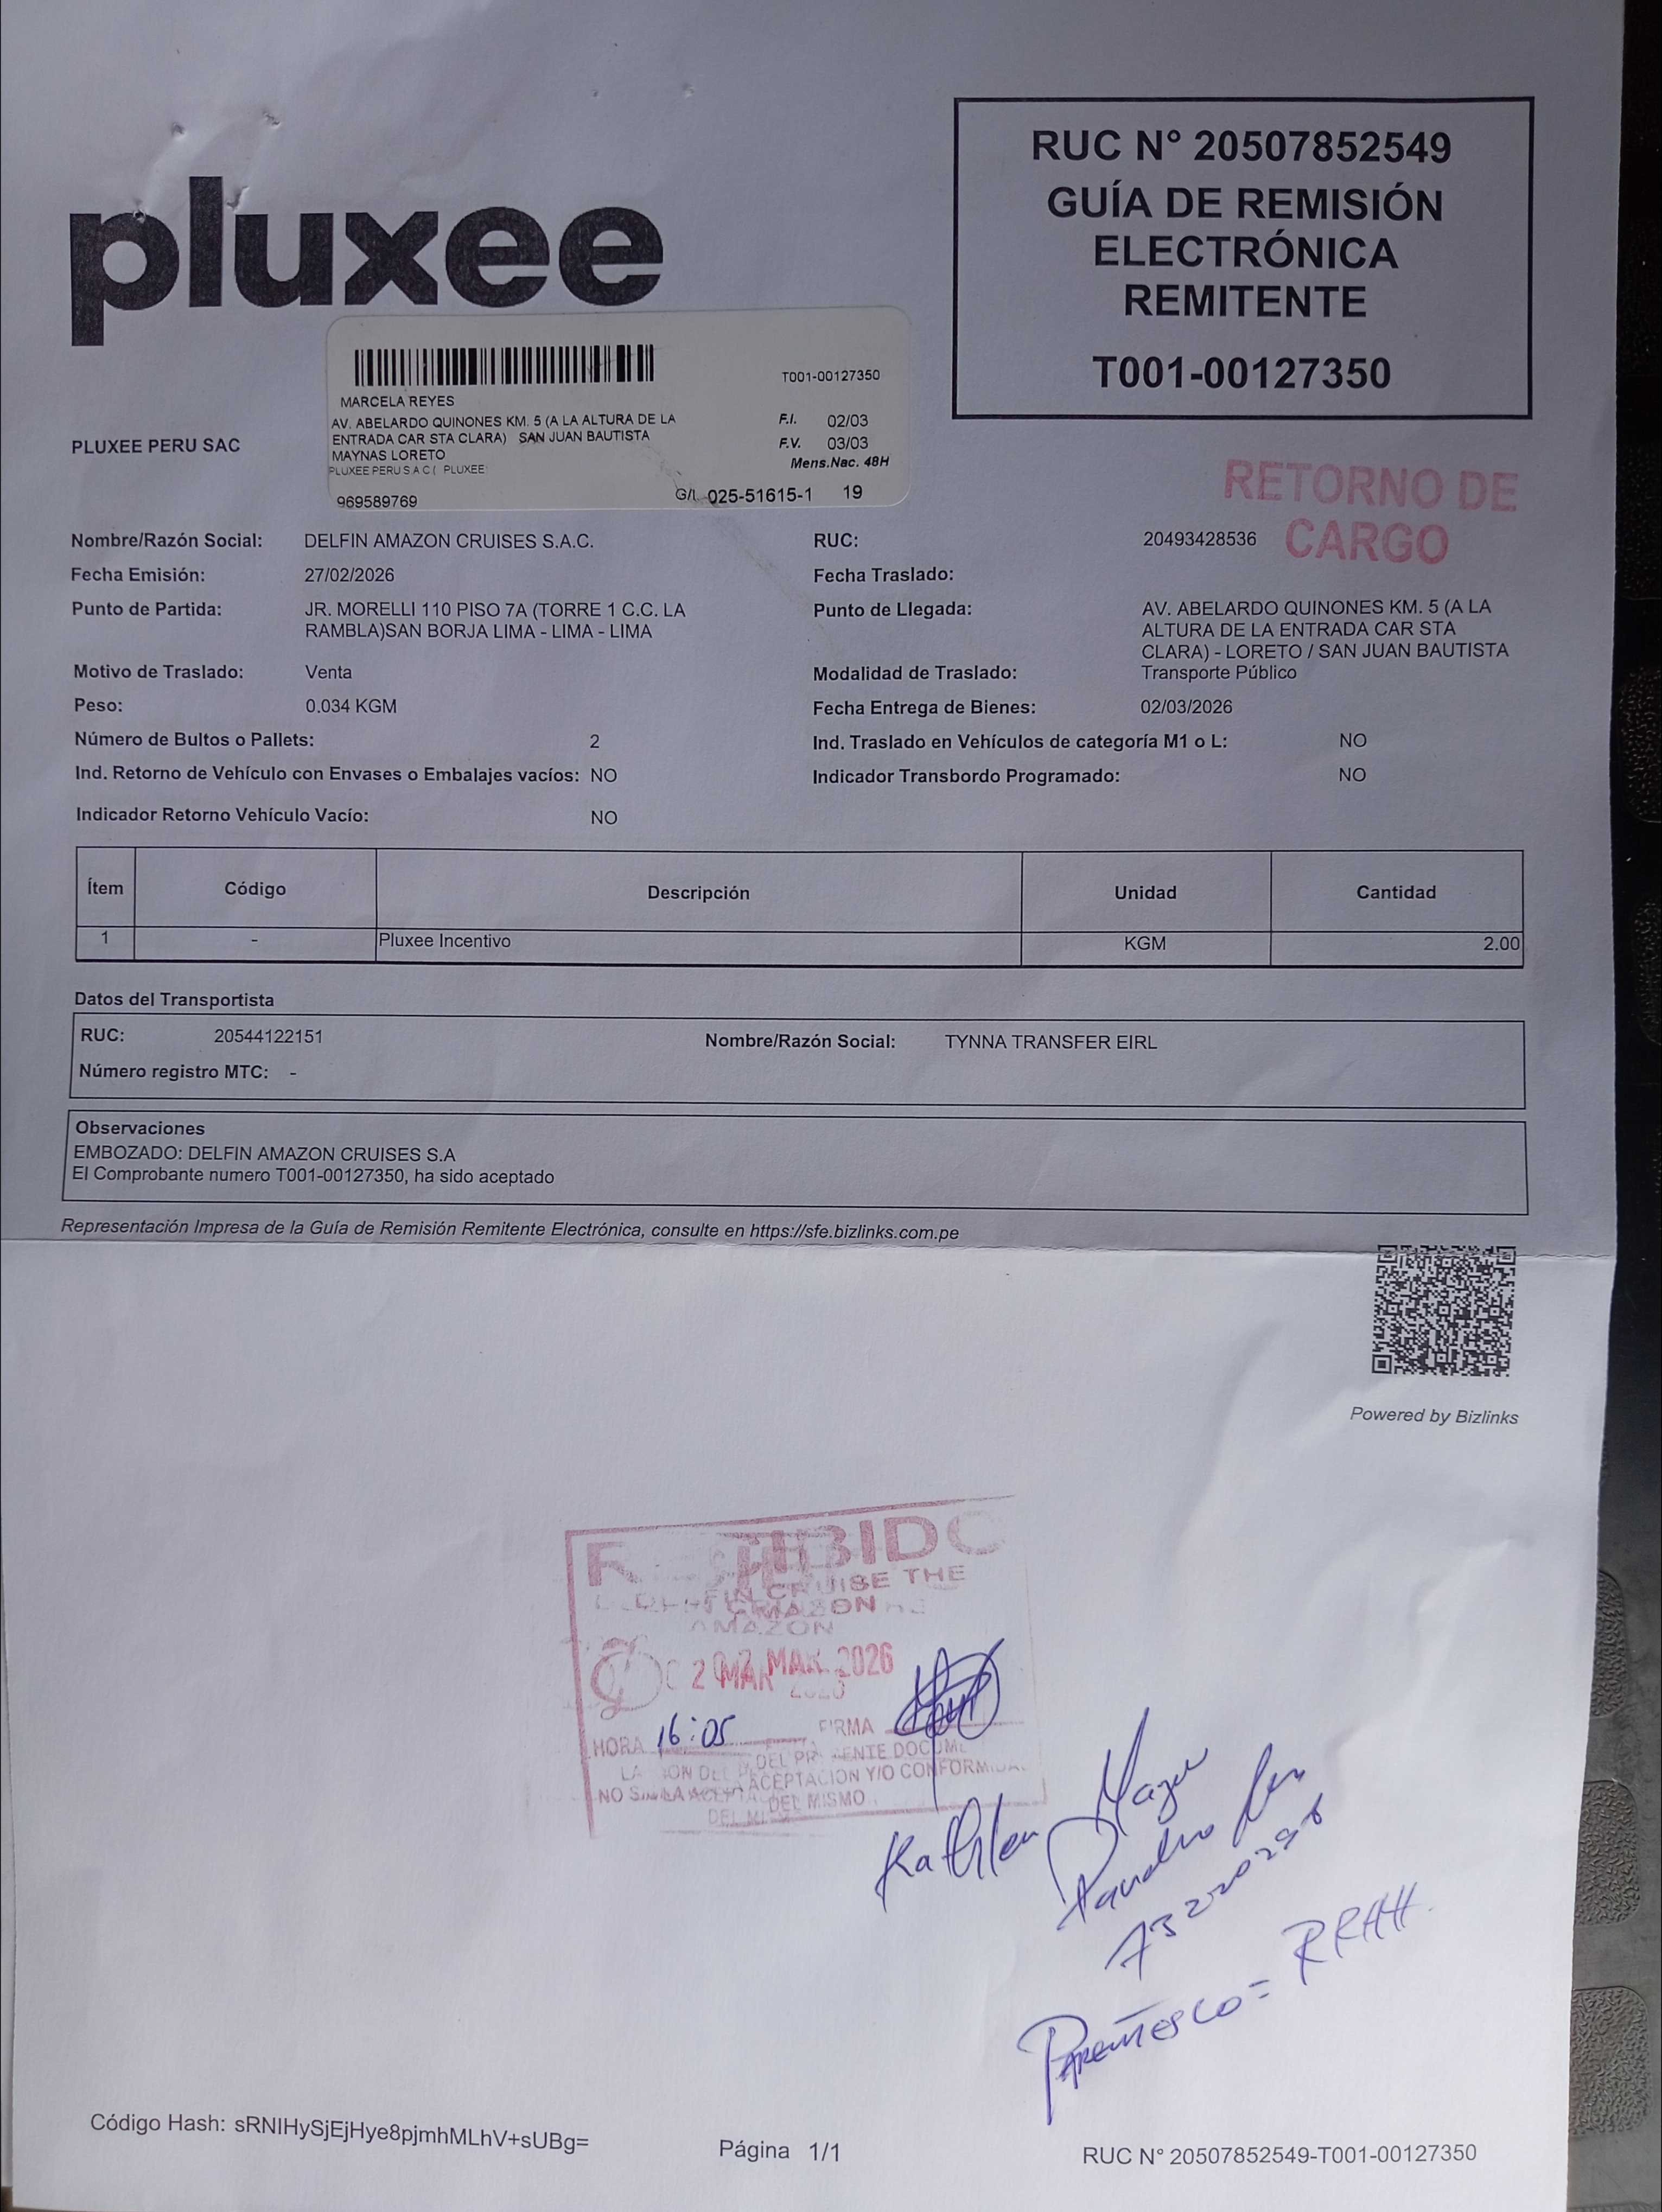 RUC N° 20507852549
GUÍA DE REMISIÓN
ELECTRÓNICA
REMITENTE
T001-00127350
pluxee
T001-00127350
MARCELA REYES
AV. ABELARDO QUINONES KM. 5 (A LA ALTURA DE LA
ENTRADA CAR STA CLARA) SAN JUAN BAUTISTA
MAYNAS LORETO
PLUXEE PERU S A C ( PLUXEE
F.I. 02/03
F.V. 03/03
Mens.Nac. 48H
969589769
G/L 025-51615-1 19
PLUXEE PERU SAC
RETORNO DE
CARGO
Nombre/Razón Social: DELFIN AMAZON CRUISES S.A.C. RUC: 20493428536
Fecha Emisión: 27/02/2026 Fecha Traslado:
Punto de Partida: JR. MORELLI 110 PISO 7A (TORRE 1 C.C. LA
RAMBLA)SAN BORJA LIMA - LIMA - LIMA
Punto de Llegada: AV. ABELARDO QUINONES KM. 5 (A LA
ALTURA DE LA ENTRADA CAR STA
CLARA) - LORETO / SAN JUAN BAUTISTA
Motivo de Traslado: Venta Modalidad de Traslado: Transporte Público
Peso: 0.034 KGM Fecha Entrega de Bienes: 02/03/2026
Número de Bultos o Pallets: 2 Ind. Traslado en Vehículos de categoría M1 o L: NO
Ind. Retorno de Vehículo con Envases o Embalajes vacíos: NO Indicador Transbordo Programado: NO
Indicador Retorno Vehículo Vacío: NO
Ítem Código Descripción Unidad Cantidad
1 - Pluxee Incentivo KGM 2.00
Datos del Transportista
RUC: 20544122151 Nombre/Razón Social: TYNNA TRANSFER EIRL
Número registro MTC: -
Observaciones
EMBOZADO: DELFIN AMAZON CRUISES S.A
El Comprobante numero T001-00127350, ha sido aceptado
Representación Impresa de la Guía de Remisión Remitente Electrónica, consulte en https://sfe.bizlinks.com.pe
Powered by Bizlinks
CRUISE THE
AMAZON
MAR. 2026
HORA 16:05 FIRMA
ACEPTACION Y/O
DEL MISMO
Kathleen
PARENTESCO = RRHH.
Código Hash: sRNIHySjEjHye8pjmhMLhV+sUBg=
Página 1/1
RUC N° 20507852549-T001-00127350